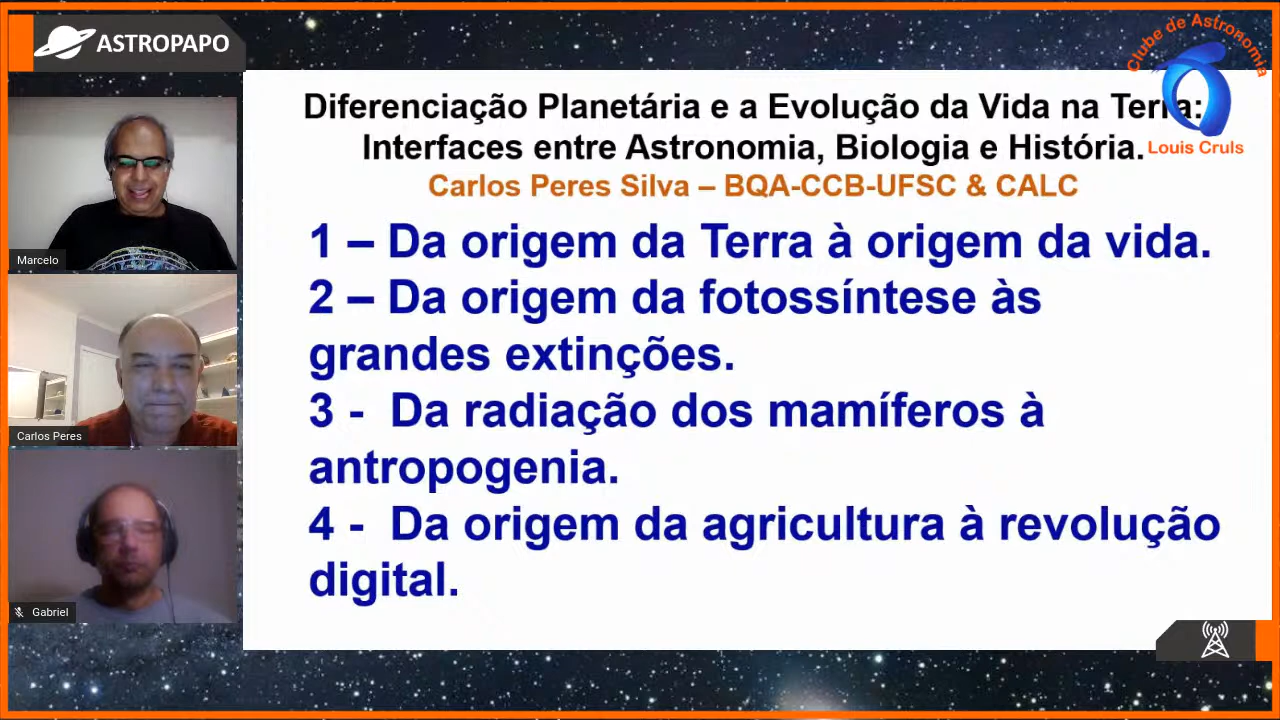 ASTROPAPO
Clube de Astronomia
Louis Cruls
Diferenciação Planetária e a Evolução da Vida na Terra:
Interfaces entre Astronomia, Biologia e História.
Carlos Peres Silva – BQA-CCB-UFSC & CALC
1 – Da origem da Terra à origem da vida.
2 – Da origem da fotossíntese às
grandes extinções.
3 - Da radiação dos mamíferos à
antropogenia.
4 - Da origem da agricultura à revolução
digital.
Marcelo
Carlos Peres
Gabriel